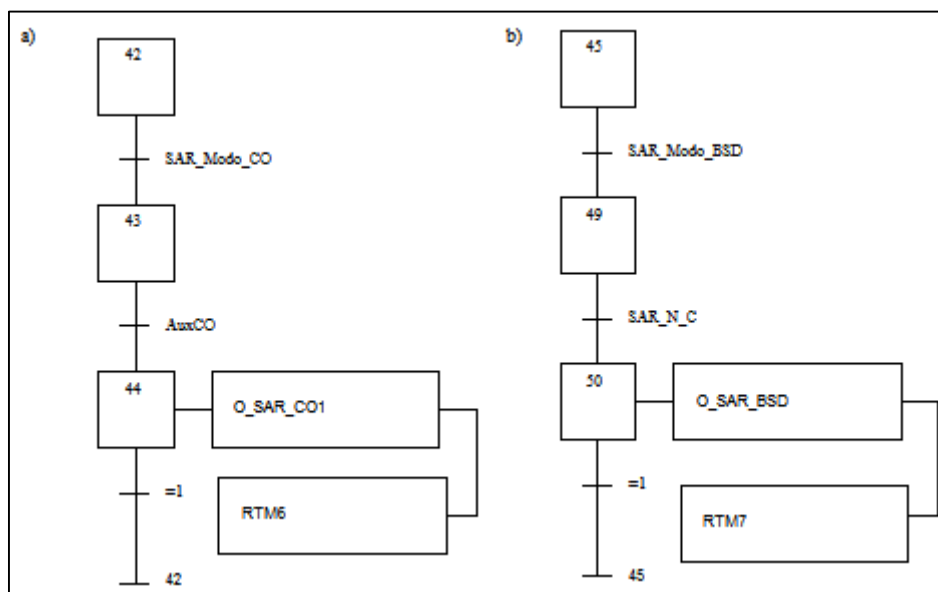 a)
42
SAR_Modo_CO
43
AuxCO
44
O_SAR_CO1
=1
RTM6
42
b)
45
SAR_Modo_BSD
49
SAR_N_C
50
O_SAR_BSD
=1
RTM7
45